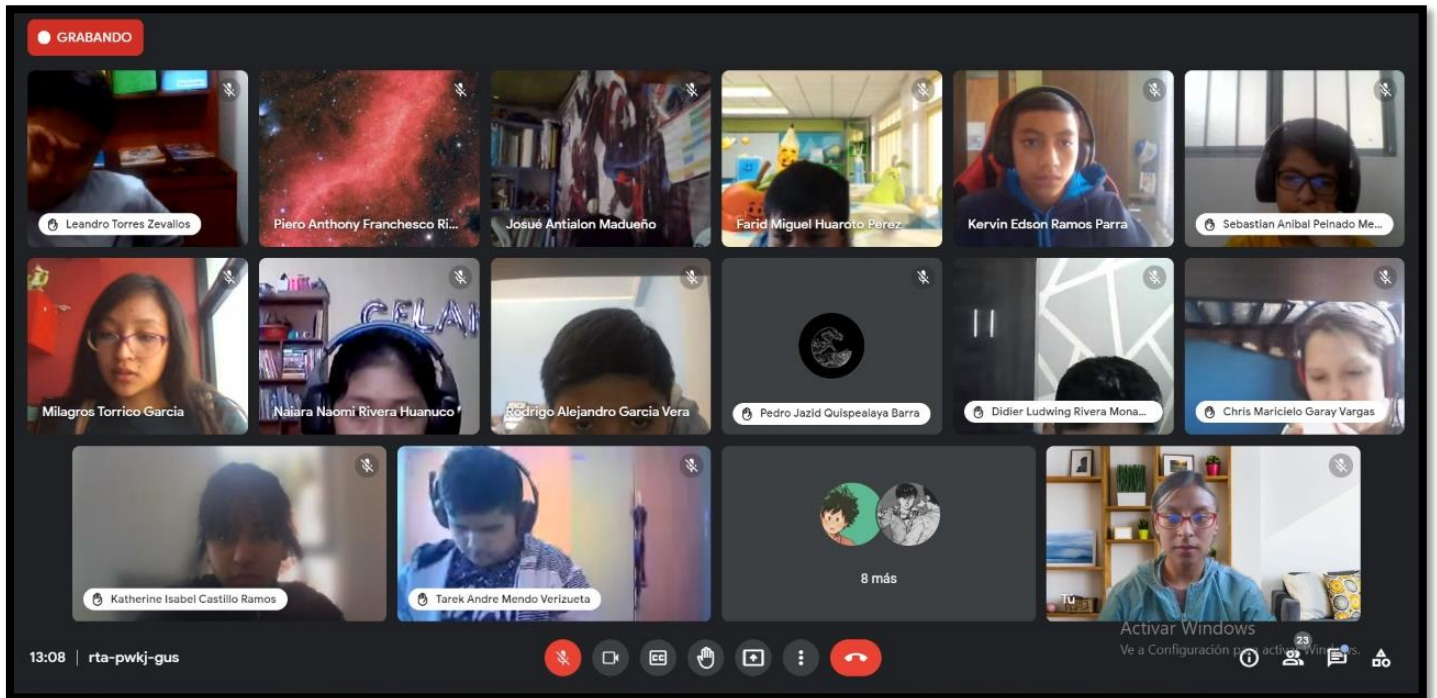 GRABANDO
Leandro Torres Zevallos
Piero Anthony Franchesco Ri...
Josué Antialon Madueño
Farid Miguel Huaroto Perez
Kervin Edson Ramos Parra
Sebastian Anibal Peinado Me...
CELAN
Milagros Torrico Garcia
Naiara Naomi Rivera Huanuco
Rodrigo Alejandro Garcia Vera
Pedro Jazid Quispealaya Barra
Didier Ludwing Rivera Mona...
Chris Maricielo Garay Vargas
Katherine Isabel Castillo Ramos
Tarek Andre Mendo Verizueta
8 más
Tú
Activar Windows
Ve a Configuración para activar Windows.
13:08 | rta-pwkj-gus
CC
23